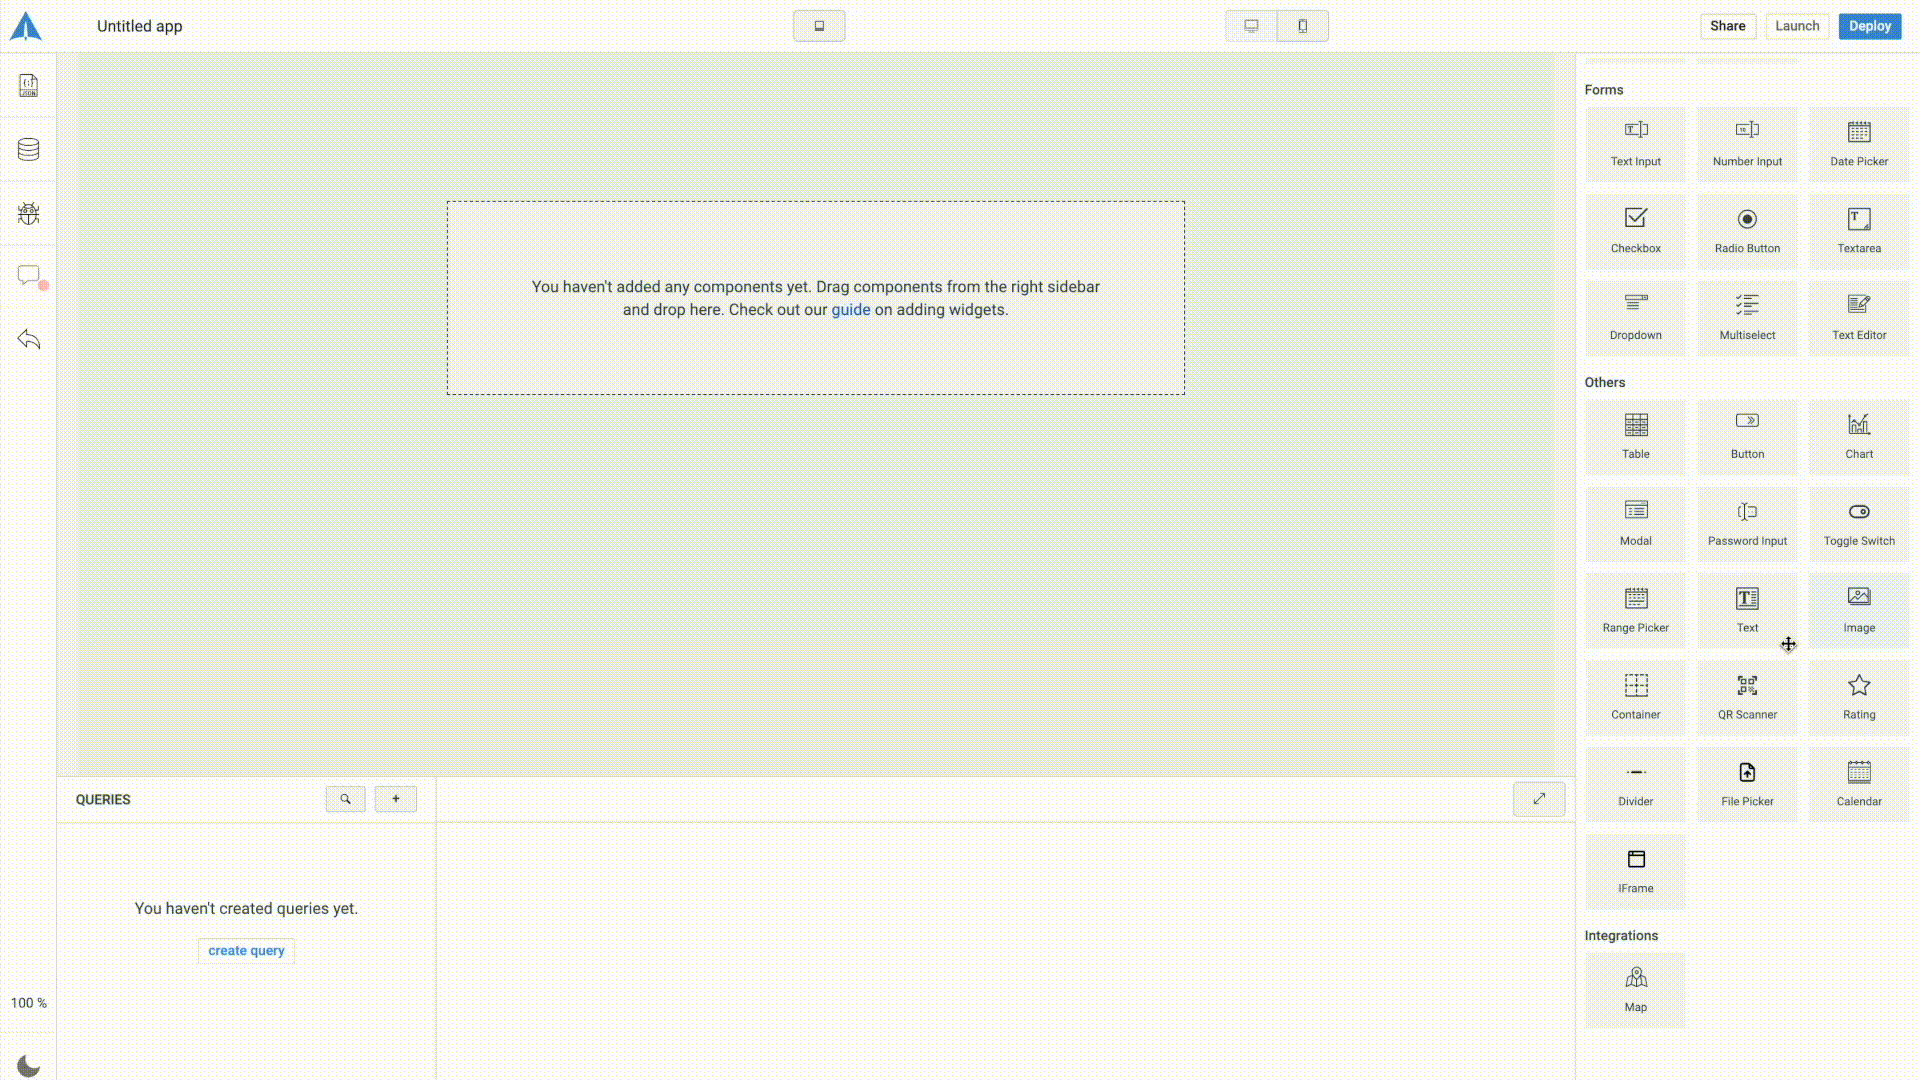 Untitled app
Share
Launch
Deploy
{;}
JSON
Forms
Text Input
Number Input
Date Picker
Checkbox
Radio Button
Textarea
Dropdown
Multiselect
Text Editor
You haven't added any components yet. Drag components from the right sidebar
and drop here. Check out our guide on adding widgets.
Others
Table
Button
Chart
Modal
Password Input
Toggle Switch
Range Picker
Text
Image
Container
QR Scanner
Rating
Divider
File Picker
Calendar
IFrame
Integrations
Map
QUERIES
+
You haven't created queries yet.
create query
100 %